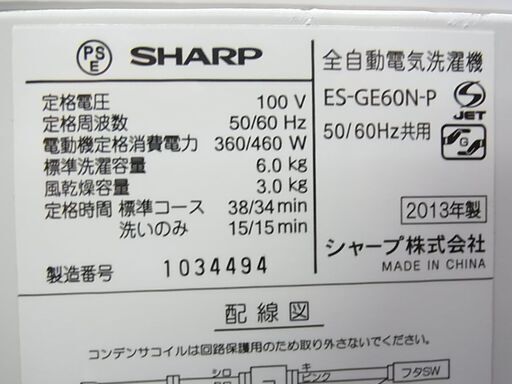 PS E SHARP
定格電圧 100 V
定格周波数 50/60 Hz
電動機定格消費電力 360/460 W
標準洗濯容量 6.0 kg
風乾燥容量 3.0 kg
定格時間 標準コース 38/34 min
洗いのみ 15/15 min
製造番号 1034494
全自動電気洗濯機
ES-GE60N-P
JET
50/60Hz共用
G
2013年製
シャープ株式会社
MADE IN CHINA
配線図
コンデンサコイルは回路保護用のため取り外さないでください。
シロ
キ
ピンク
フタSW